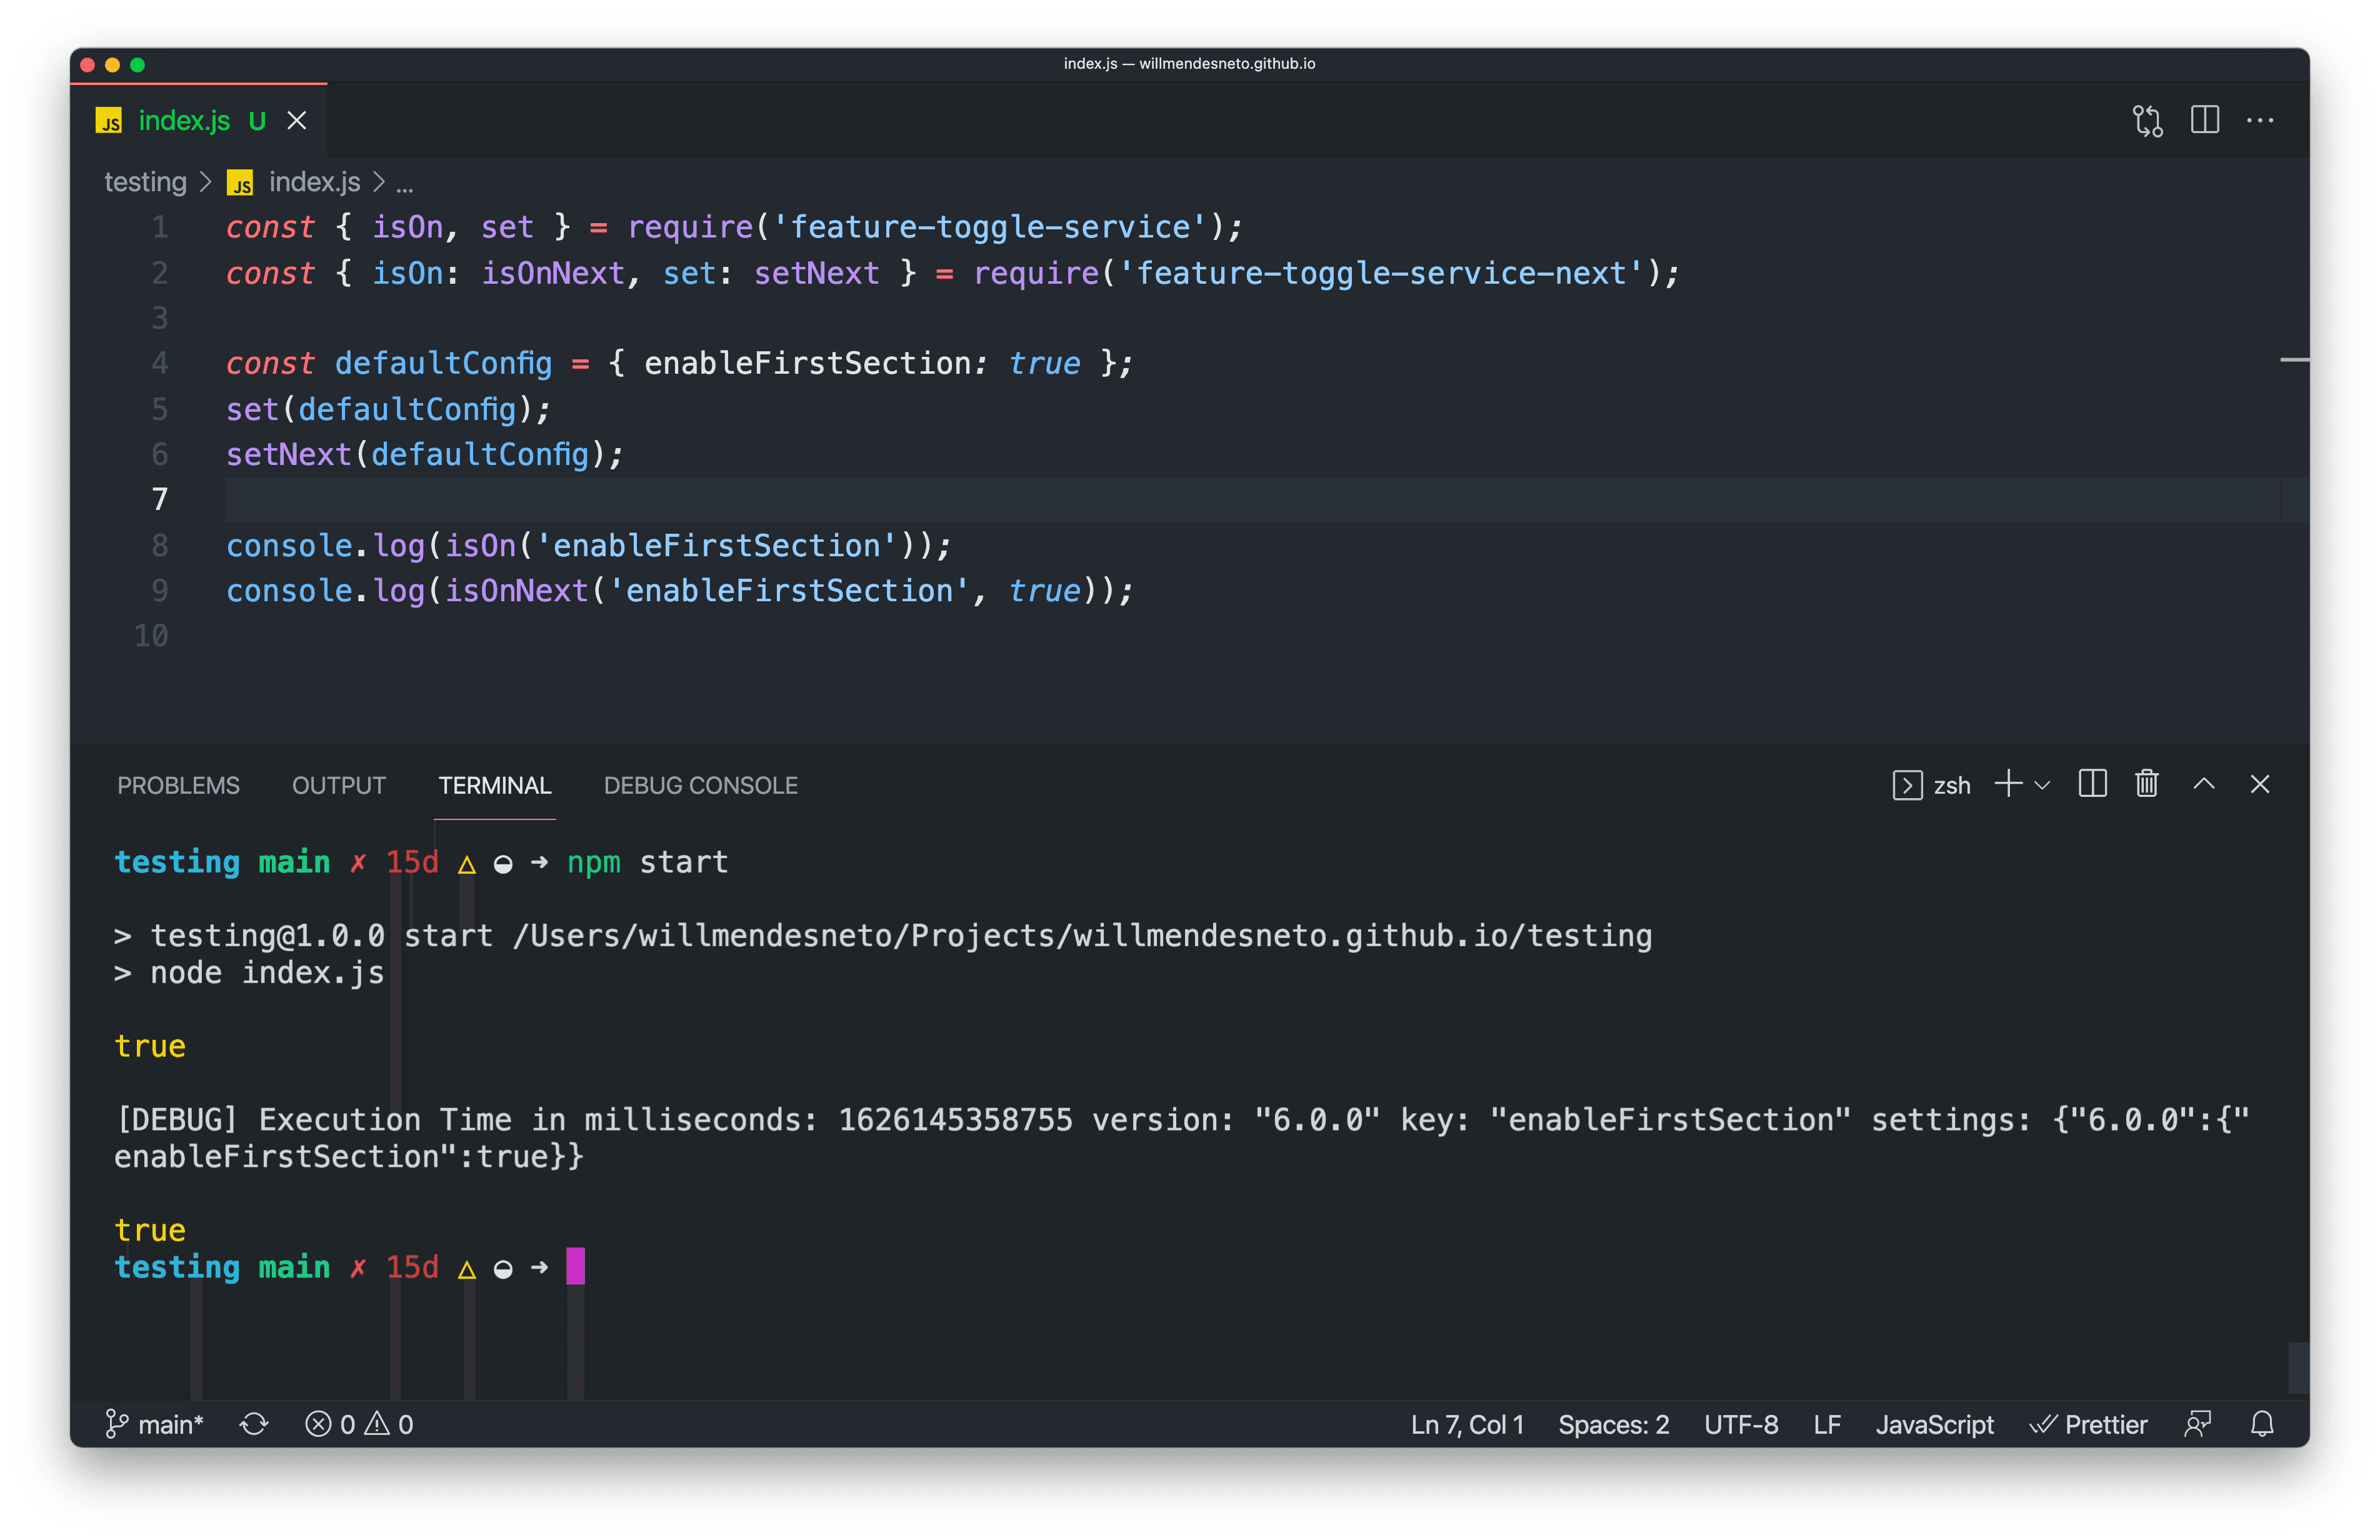 index.js — willmendesneto.github.io
JS index.js U
testing > JS index.js > ...
1 const { isOn, set } = require('feature-toggle-service');
2 const { isOn: isOnNext, set: setNext } = require('feature-toggle-service-next');
3
4 const defaultConfig = { enableFirstSection: true };
5 set(defaultConfig);
6 setNext(defaultConfig);
7
8 console.log(isOn('enableFirstSection'));
9 console.log(isOnNext('enableFirstSection', true));
10
PROBLEMS OUTPUT TERMINAL DEBUG CONSOLE zsh
testing main ✗ 15d △ ◒ ➜ npm start
> testing@1.0.0 start /Users/willmendesneto/Projects/willmendesneto.github.io/testing
> node index.js
true
[DEBUG] Execution Time in milliseconds: 1626145358755 version: "6.0.0" key: "enableFirstSection" settings: {"6.0.0":{"
enableFirstSection":true}}
true
testing main ✗ 15d △ ◒ ➜
main* 0 0 Ln 7, Col 1 Spaces: 2 UTF-8 LF JavaScript Prettier